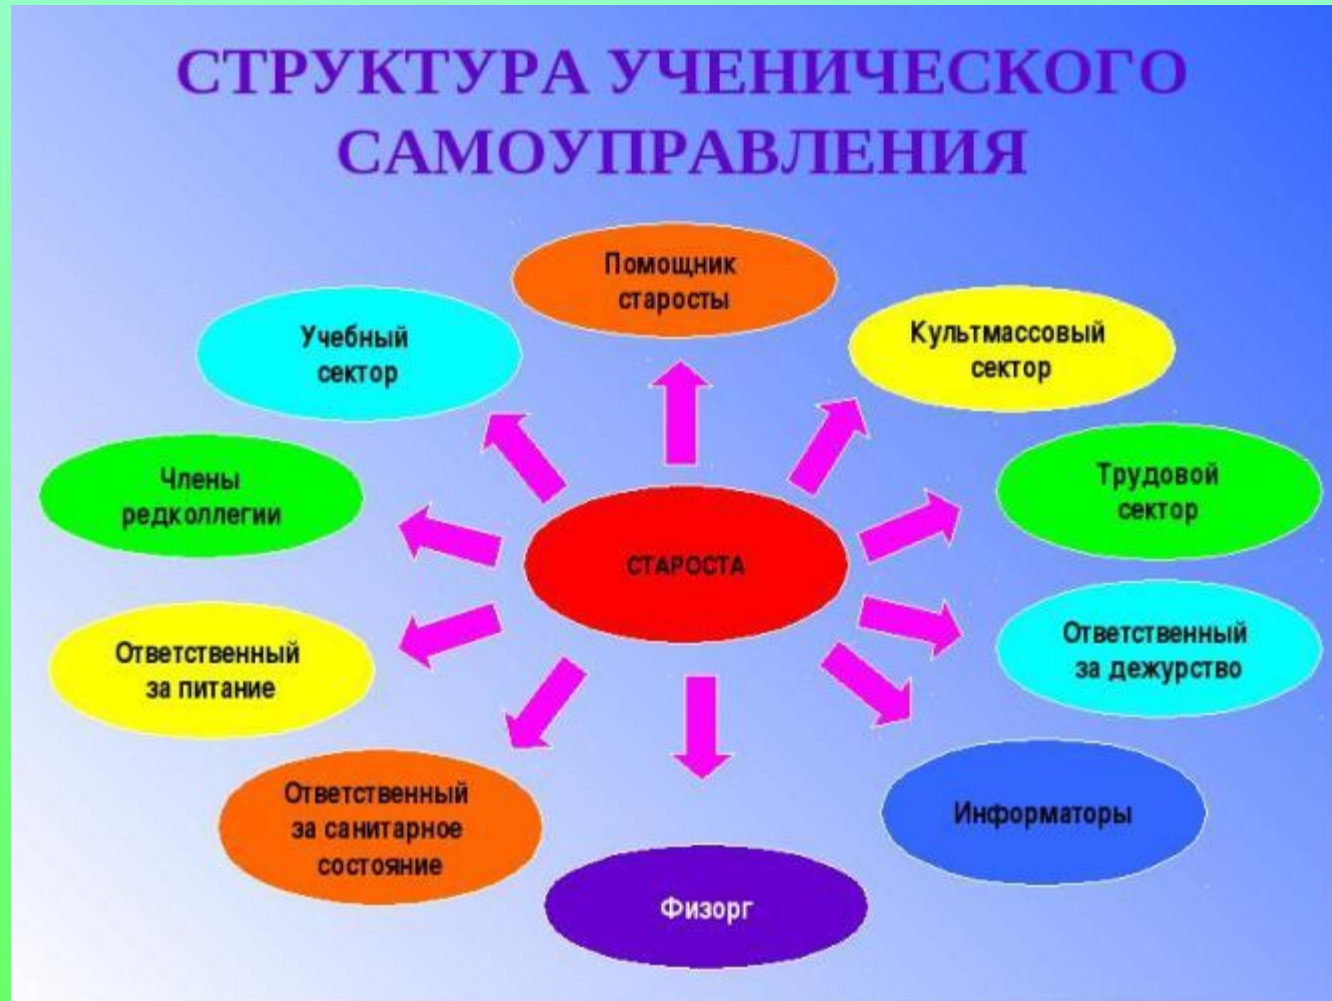 СТРУКТУРА УЧЕНИЧЕСКОГО
САМОУПРАВЛЕНИЯ
Помощник
старосты
Учебный
сектор
Культмассовый
сектор
Члены
редколлегии
Трудовой
сектор
СТАРОСТА
Ответственный
за питание
Ответственный
за дежурство
Ответственный
за санитарное
состояние
Информаторы
Физорг